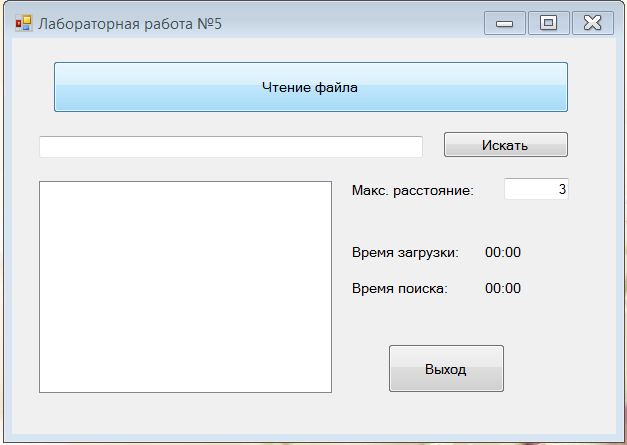 Лабораторная работа №5
Чтение файла
Искать
Макс. расстояние: 3
Время загрузки: 00:00
Время поиска: 00:00
Выход